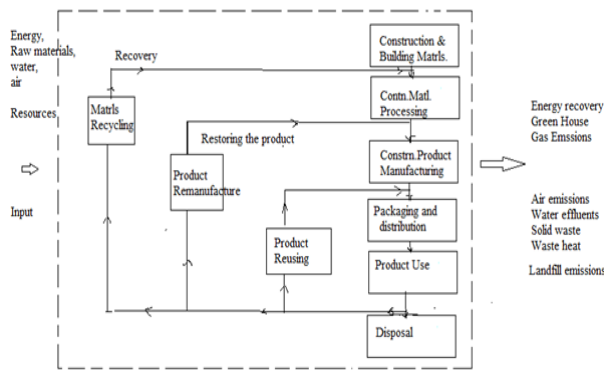 Energy,
Raw materials,
water,
air
Resources
Input
Recovery
Matrls
Recycling
Restoring the product
Product
Remanufacture
Product
Reusing
Construction &
Building Matrls.
Contn.Matl.
Processing
Constrn.Product
Manufacturing
Packaging and
distribution
Product Use
Disposal
Energy recovery
Green House
Gas Emssions
Air emissions
Water effluents
Solid waste
Waste heat
Landfill emissions